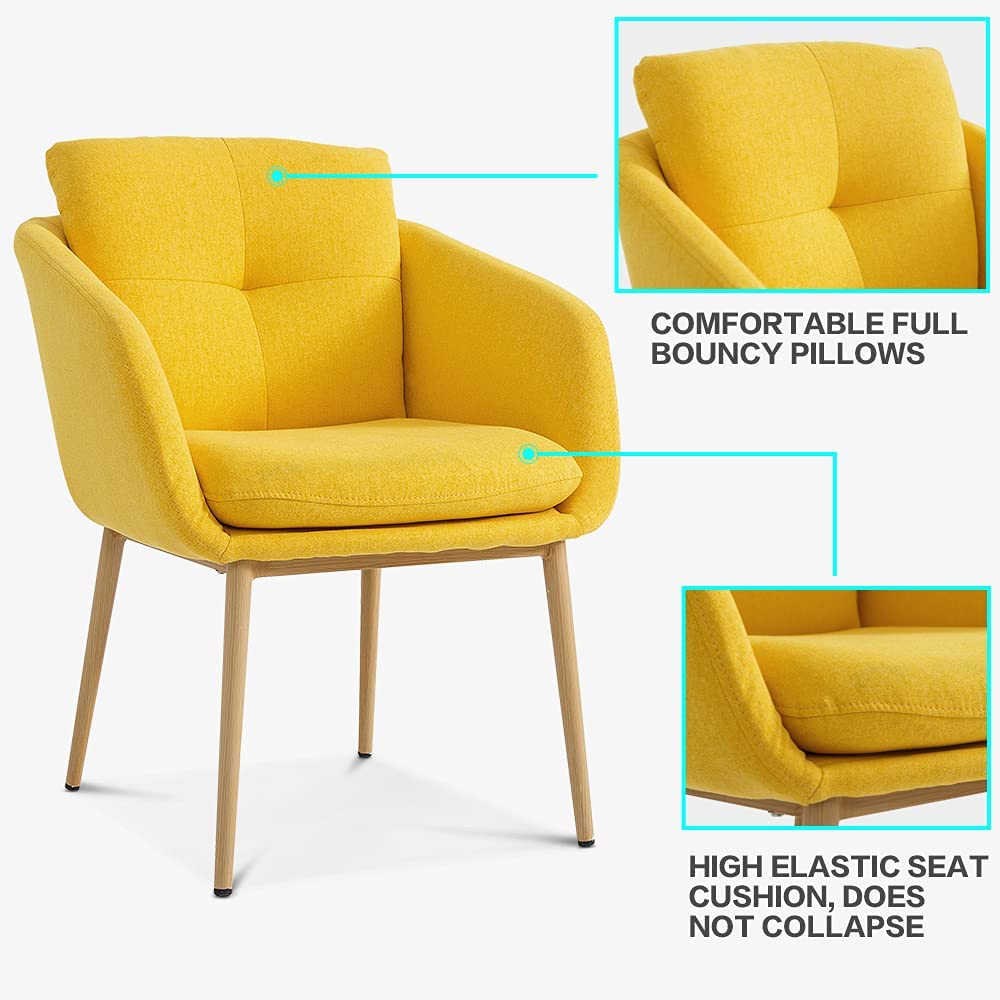 COMFORTABLE FULL
BOUNCY PILLOWS
HIGH ELASTIC SEAT
CUSHION, DOES
NOT COLLAPSE